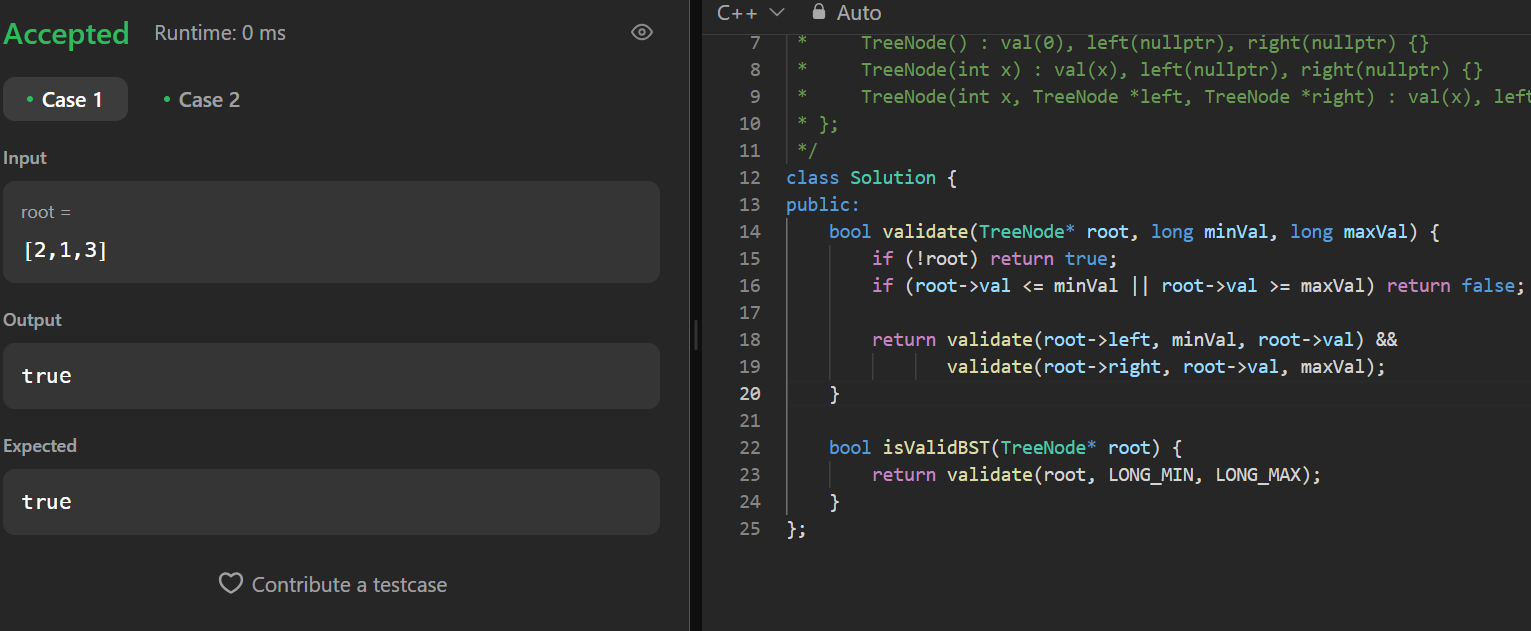 Accepted Runtime: 0 ms
Case 1 Case 2
Input
root =
[2,1,3]
Output
true
Expected
true
Contribute a testcase
C++ Auto
7 *     TreeNode() : val(0), left(nullptr), right(nullptr) {}
8 *     TreeNode(int x) : val(x), left(nullptr), right(nullptr) {}
9 *     TreeNode(int x, TreeNode *left, TreeNode *right) : val(x), left
10 * };
11 */
12 class Solution {
13 public:
14     bool validate(TreeNode* root, long minVal, long maxVal) {
15         if (!root) return true;
16         if (root->val <= minVal || root->val >= maxVal) return false;
17
18         return validate(root->left, minVal, root->val) &&
19                validate(root->right, root->val, maxVal);
20     }
21
22     bool isValidBST(TreeNode* root) {
23         return validate(root, LONG_MIN, LONG_MAX);
24     }
25 };